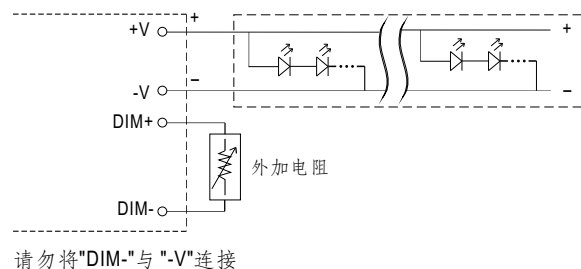 +V
+
+
-V
−
−
DIM+
外加电阻
DIM-
请勿将"DIM-"与 "-V"连接